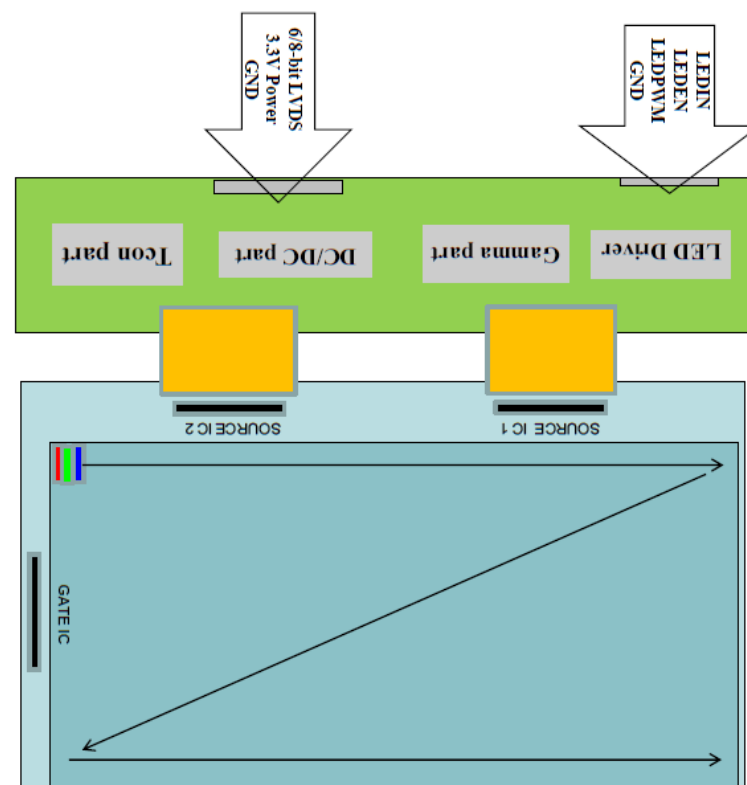 6/8-bit LVDS
3.3V Power
GND
LEDIN
LEDEN
LEDPWM
GND
Tcon part
DC/DC part
Gamma part
LED Driver
SOURCE IC 2
SOURCE IC 1
GATE IC